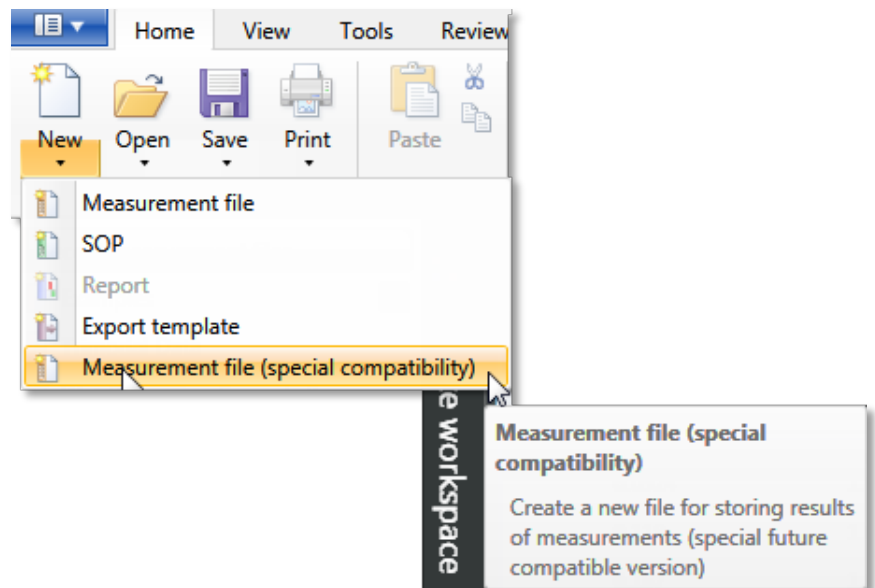 Home View Tools Review
New Open Save Print Paste
Measurement file
SOP
Report
Export template
Measurement file (special compatibility)
e workspace
Measurement file (special
compatibility)
Create a new file for storing results
of measurements (special future
compatible version)